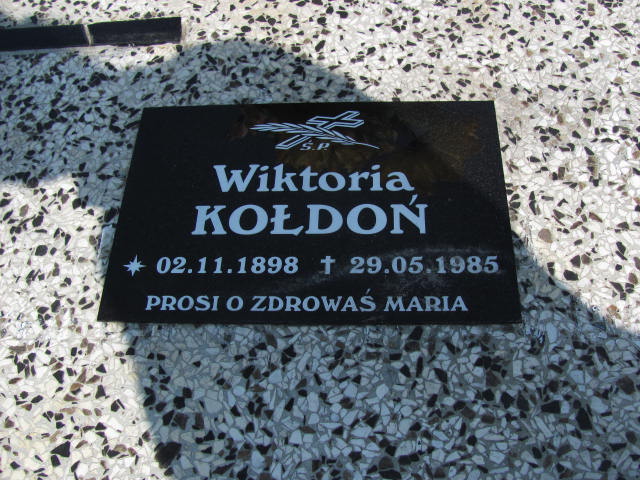 Ś.P.
Wiktoria
KOŁDOŃ
02.11.1898 † 29.05.1985
PROSI O ZDROWAŚ MARIA